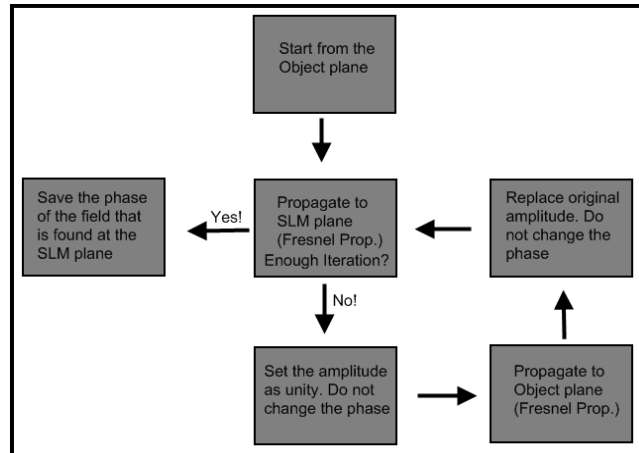 Start from the
Object plane
Save the phase
of the field that
is found at the
SLM plane
Yes!
Propagate to
SLM plane
(Fresnel Prop.)
Enough Iteration?
Replace original
amplitude. Do
not change the
phase
No!
Set the amplitude
as unity. Do not
change the phase
Propagate to
Object plane
(Fresnel Prop.)